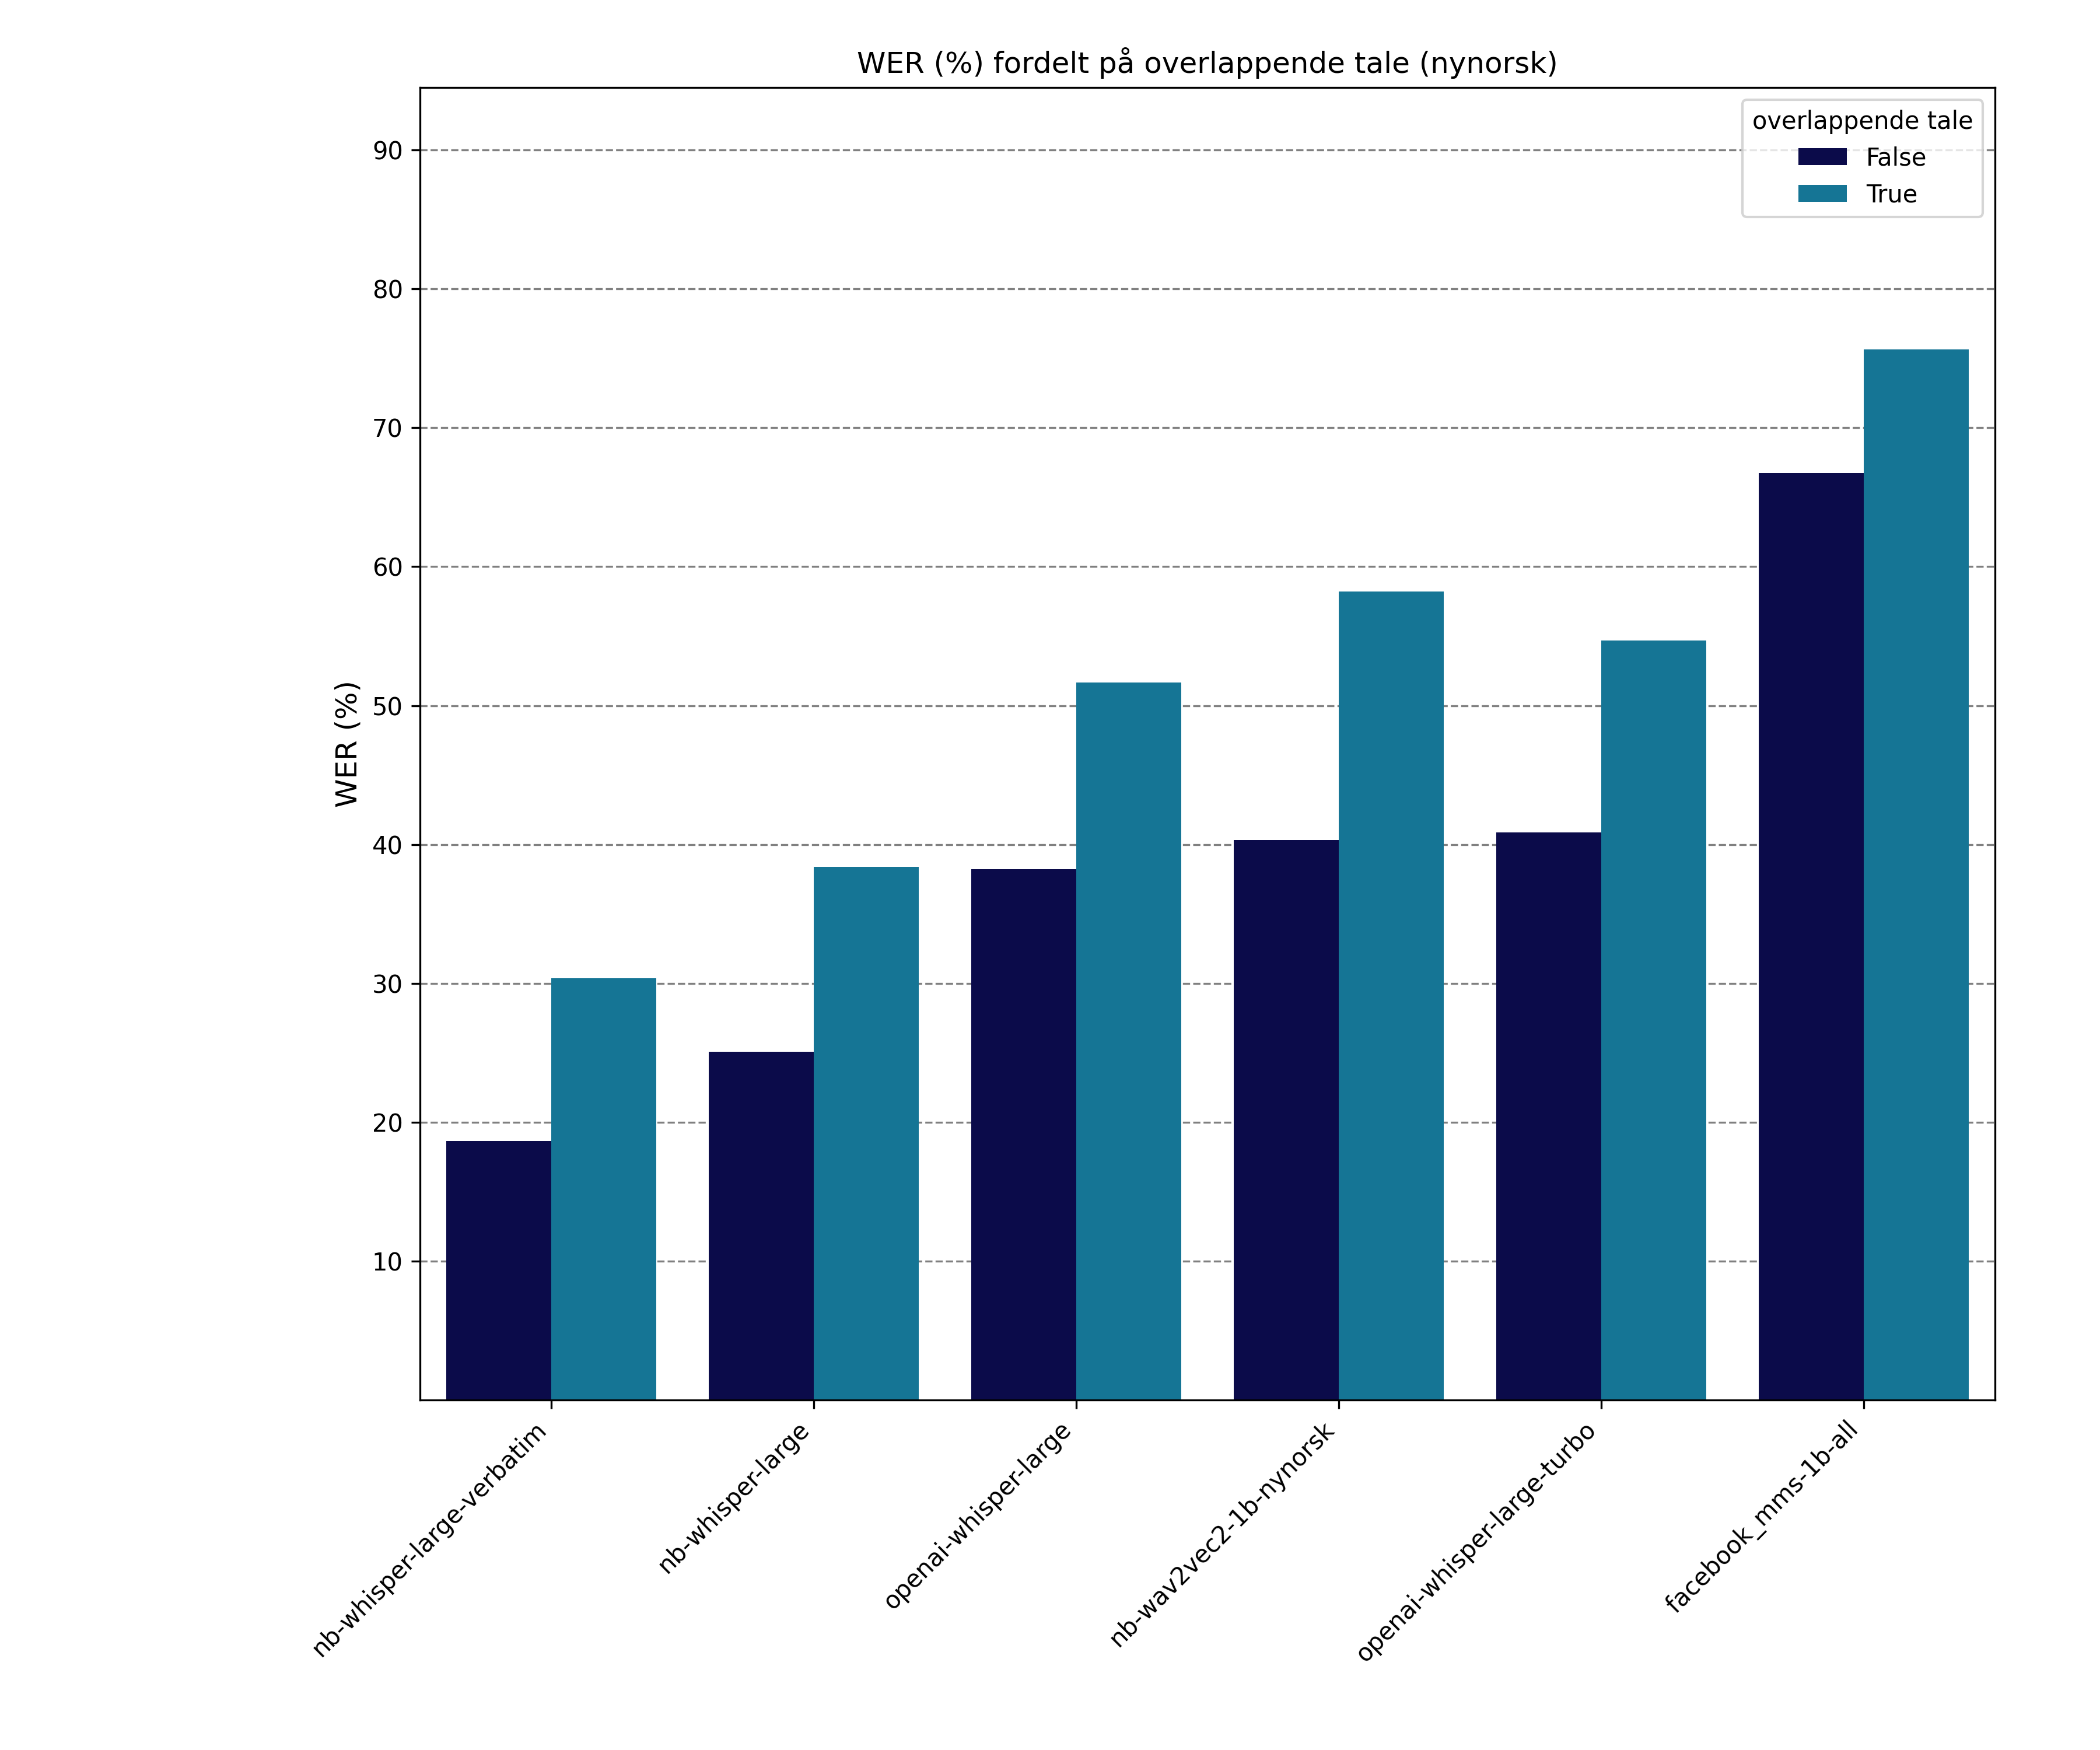 WER (%) fordelt på overlappende tale (nynorsk)
overlappende tale
False
True
WER (%)
90
80
70
60
50
40
30
20
10
nb-whisper-large-verbatim
nb-whisper-large
openai-whisper-large
nb-wav2vec2-1b-nynorsk
openai-whisper-large-turbo
facebook_mms-1b-all